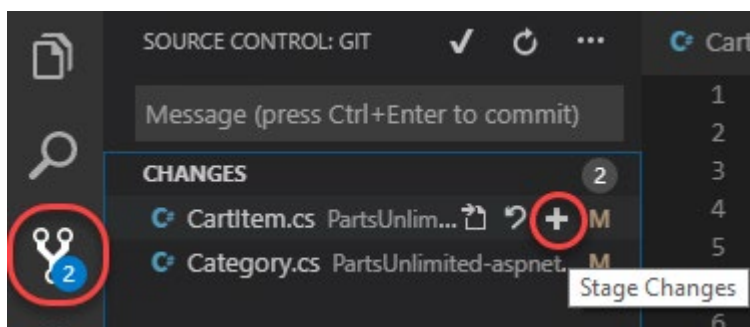 SOURCE CONTROL: GIT
Message (press Ctrl+Enter to commit)
CHANGES 2
C# CartItem.cs PartsUnlim... M
C# Category.cs PartsUnlimited-aspnet. M
2
Stage Changes
C# Cart
1
2
3
4
5
6